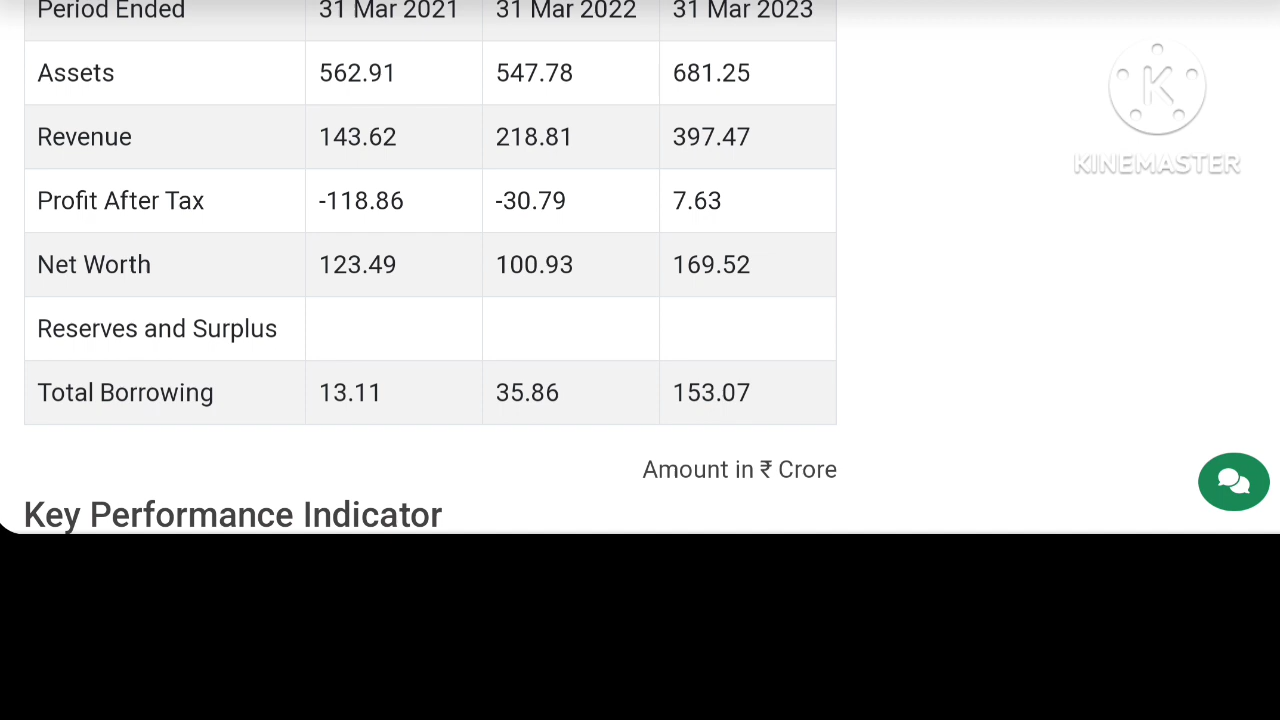 Period Ended 31 Mar 2021 31 Mar 2022 31 Mar 2023
Assets 562.91 547.78 681.25
Revenue 143.62 218.81 397.47
Profit After Tax -118.86 -30.79 7.63
Net Worth 123.49 100.93 169.52
Reserves and Surplus
Total Borrowing 13.11 35.86 153.07
Amount in ₹ Crore
Key Performance Indicator
K
KINEMASTER